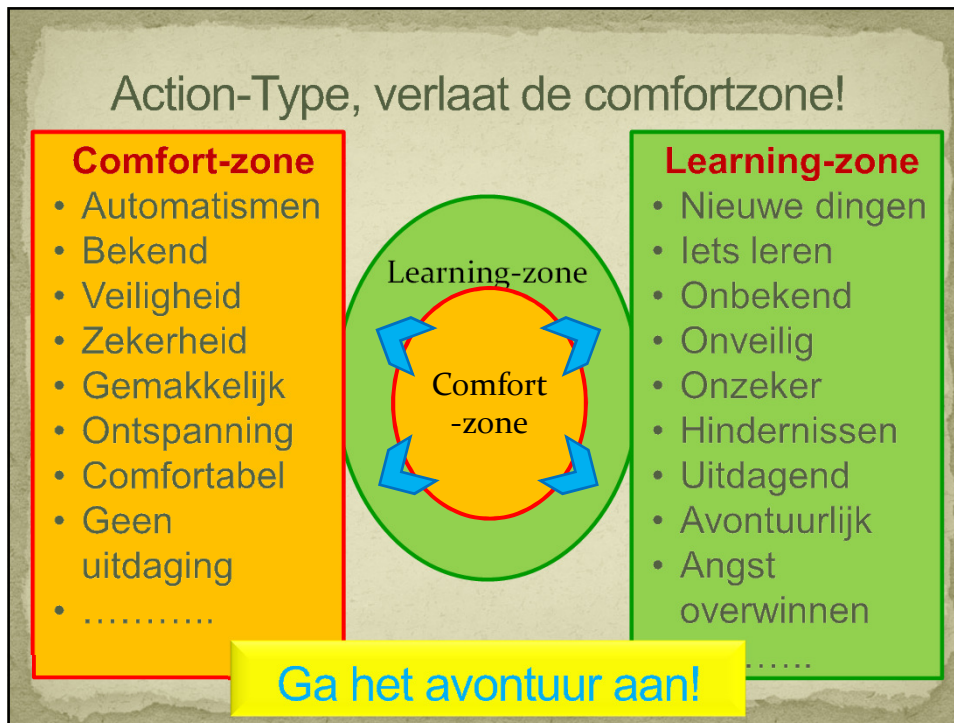 Action-Type, verlaat de comfortzone!
Comfort-zone
• Automatismen
• Bekend
• Veiligheid
• Zekerheid
• Gemakkelijk
• Ontspanning
• Comfortabel
• Geen
uitdaging
• ………..
Learning-zone
Comfort
-zone
Learning-zone
• Nieuwe dingen
• Iets leren
• Onbekend
• Onveilig
• Onzeker
• Hindernissen
• Uitdagend
• Avontuurlijk
• Angst
overwinnen
……..
Ga het avontuur aan!